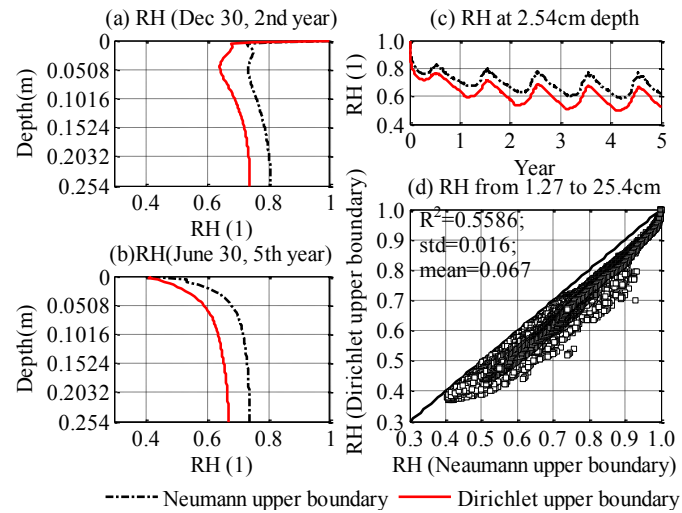 (a) RH (Dec 30, 2nd year)
0
0.0508
0.1016
0.1524
0.2032
0.254
Depth(m)
0.4 0.6 0.8 1
RH (1)
(b)RH(June 30, 5th year)
0
0.0508
0.1016
0.1524
0.2032
0.254
Depth(m)
0.4 0.6 0.8 1
RH (1)
(c) RH at 2.54cm depth
1.0
0.8
0.6
0.4
RH (1)
0 1 2 3 4 5
Year
(d) RH from 1.27 to 25.4cm
R²=0.5586;
std=0.016;
mean=0.067
1.0
0.9
0.8
0.7
0.6
0.5
0.4
0.3
RH (Dirichlet upper boundary)
0.3 0.4 0.5 0.6 0.7 0.8 0.9 1.0
RH (Neaumann upper boundary)
Neumann upper boundary Dirichlet upper boundary